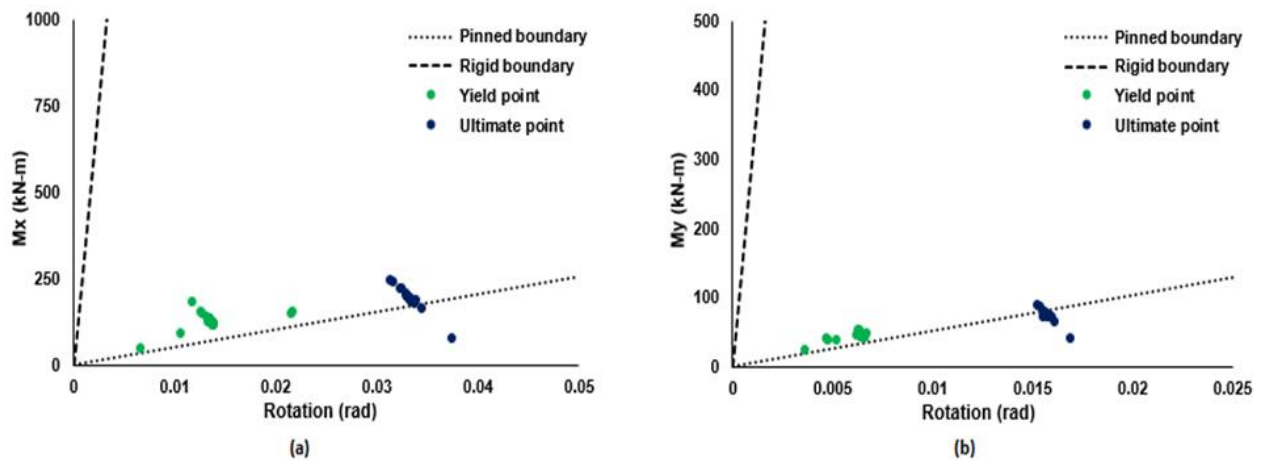 1000
750
500
250
0
Mx (kN-m)
0
0.01
0.02
0.03
0.04
0.05
Rotation (rad)
Pinned boundary
Rigid boundary
Yield point
Ultimate point
(a)
500
400
300
200
100
0
My (kN-m)
0
0.005
0.01
0.015
0.02
0.025
Rotation (rad)
Pinned boundary
Rigid boundary
Yield point
Ultimate point
(b)